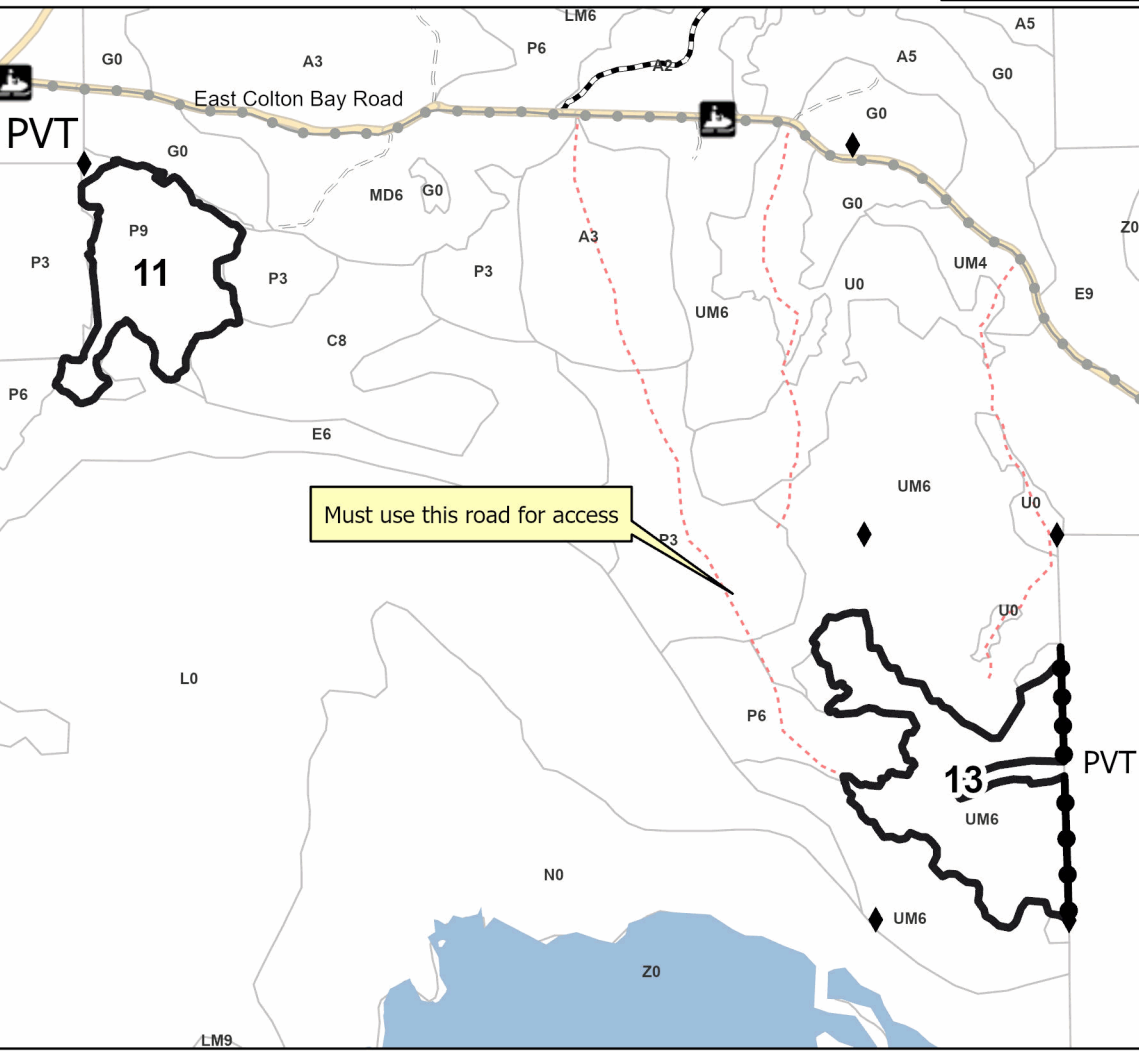 LM6
A5
G0
A3
P6
A5
A2
G0
East Colton Bay Road
G0
PVT
G0
MD6
G0
G0
Z0
P9
A3
P3
11
P3
P3
UM4
U0
E9
UM6
C8
P6
E6
UM6
U0
Must use this road for access
P3
U0
L0
P6
PVT
13
UM6
N0
UM6
Z0
LM9